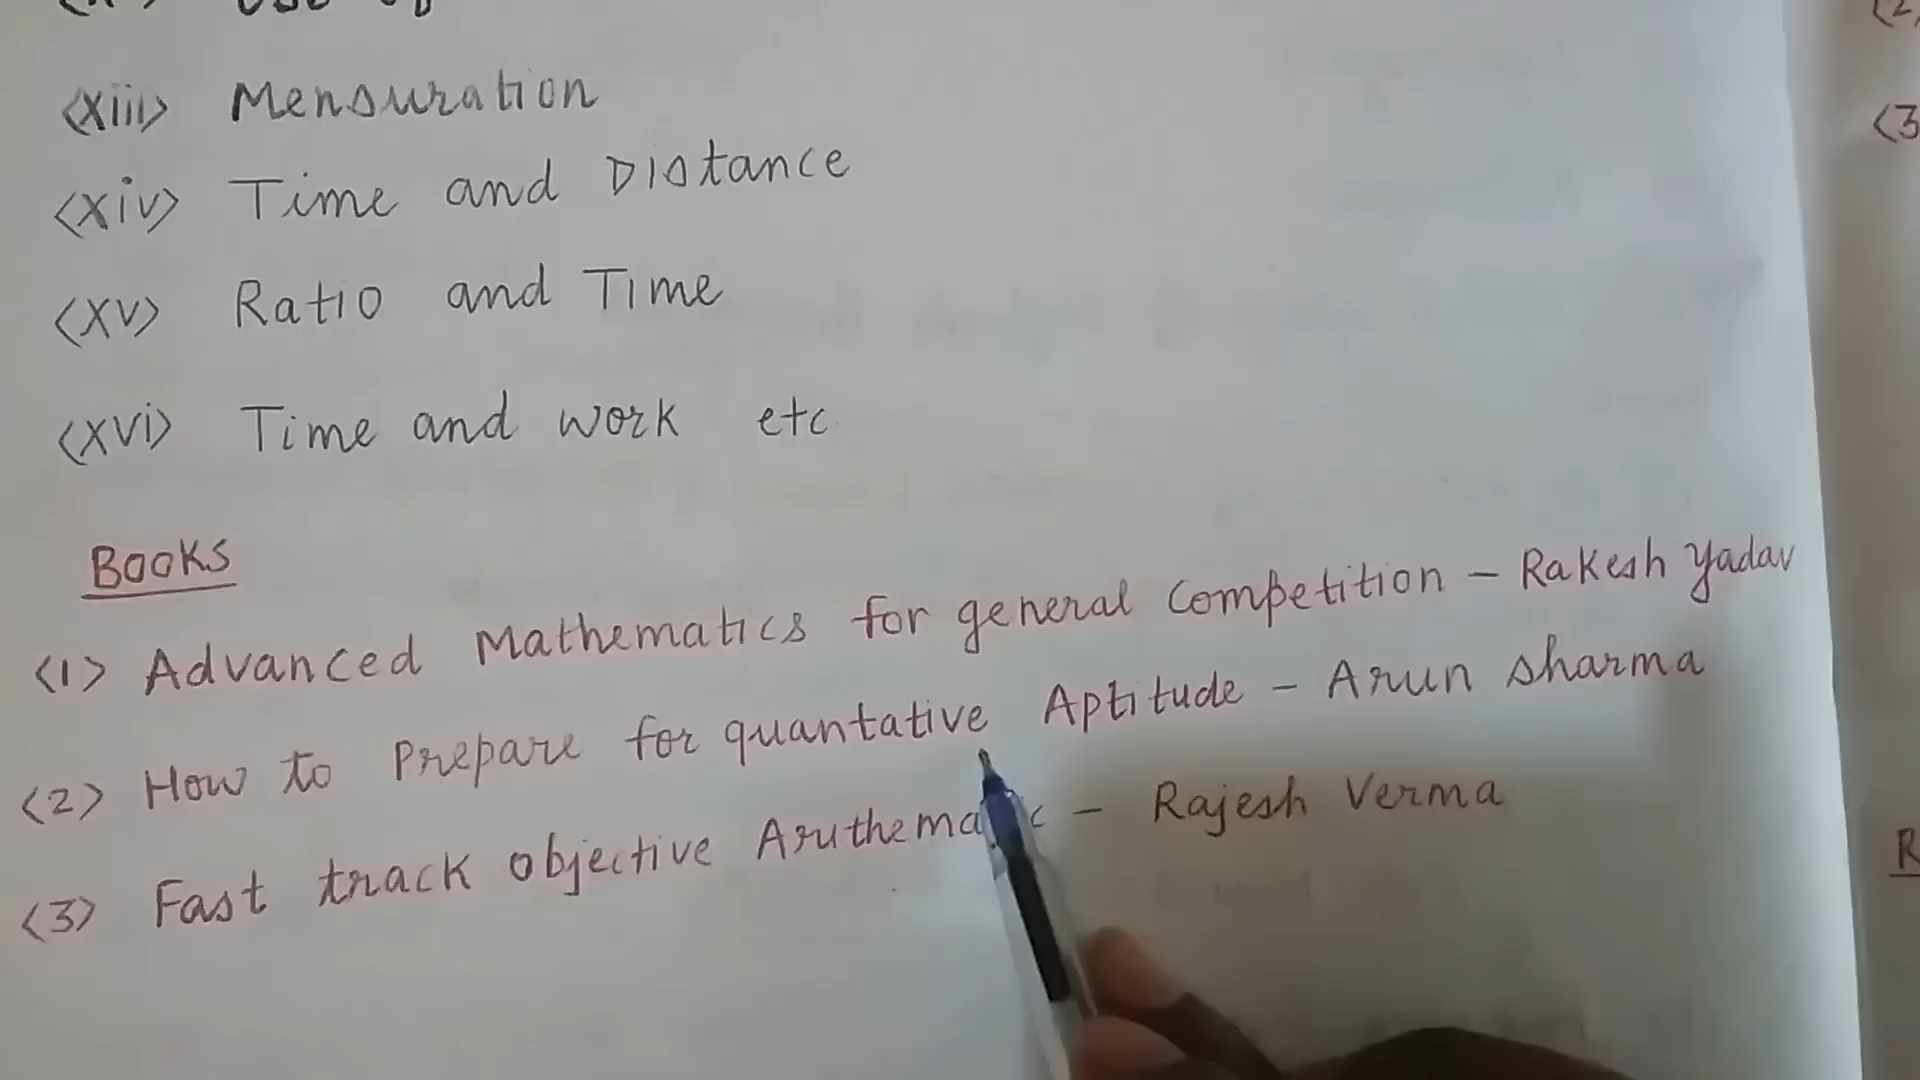 <xiii> Mensuration
<xiv> Time and Distance
<xv> Ratio and Time
<xvi> Time and work etc
Books
<1> Advanced Mathematics for general Competition - Rakesh Yadav
<2> How to Prepare for quantative Aptitude - Arun Sharma
<3> Fast track objective - Rajesh Verma
<3